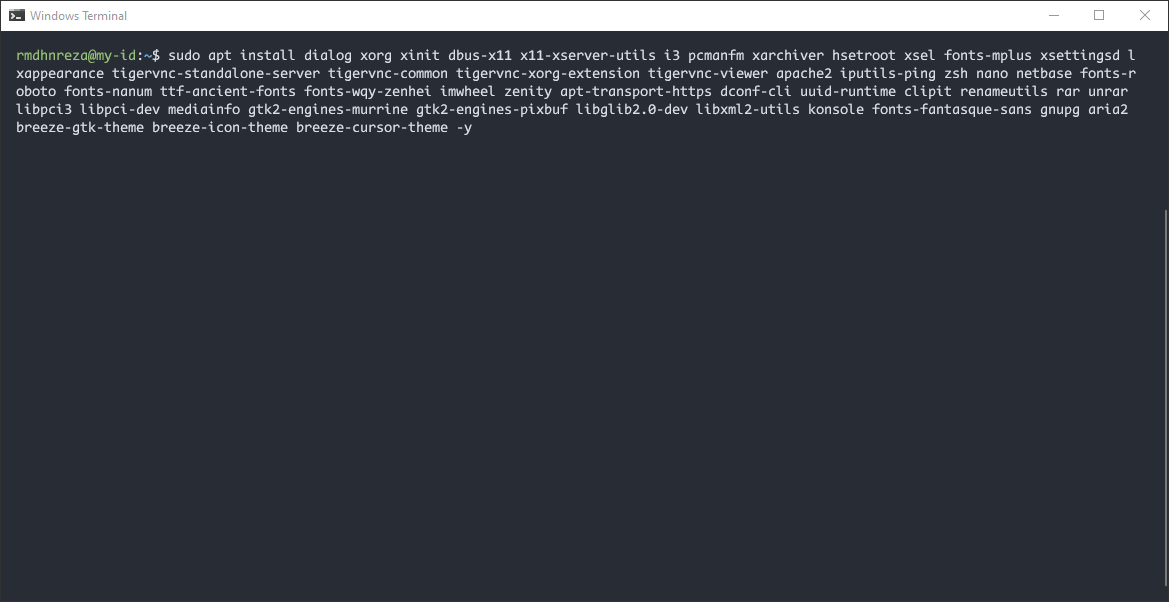 Windows Terminal
rmdhnreza@my-id:~$ sudo apt install dialog xorg xinit dbus-x11 x11-xserver-utils i3 pcmanfm xarchiver hsetroot xsel fonts-mplus xsettingsd l
xappearance tigervnc-standalone-server tigervnc-common tigervnc-xorg-extension tigervnc-viewer apache2 iputils-ping zsh nano netbase fonts-r
oboto fonts-nanum ttf-ancient-fonts fonts-wqy-zenhei imwheel zenity apt-transport-https dconf-cli uuid-runtime clipit renameutils rar unrar
libpci3 libpci-dev mediainfo gtk2-engines-murrine gtk2-engines-pixbuf libglib2.0-dev libxml2-utils konsole fonts-fantasque-sans gnupg aria2
breeze-gtk-theme breeze-icon-theme breeze-cursor-theme -y